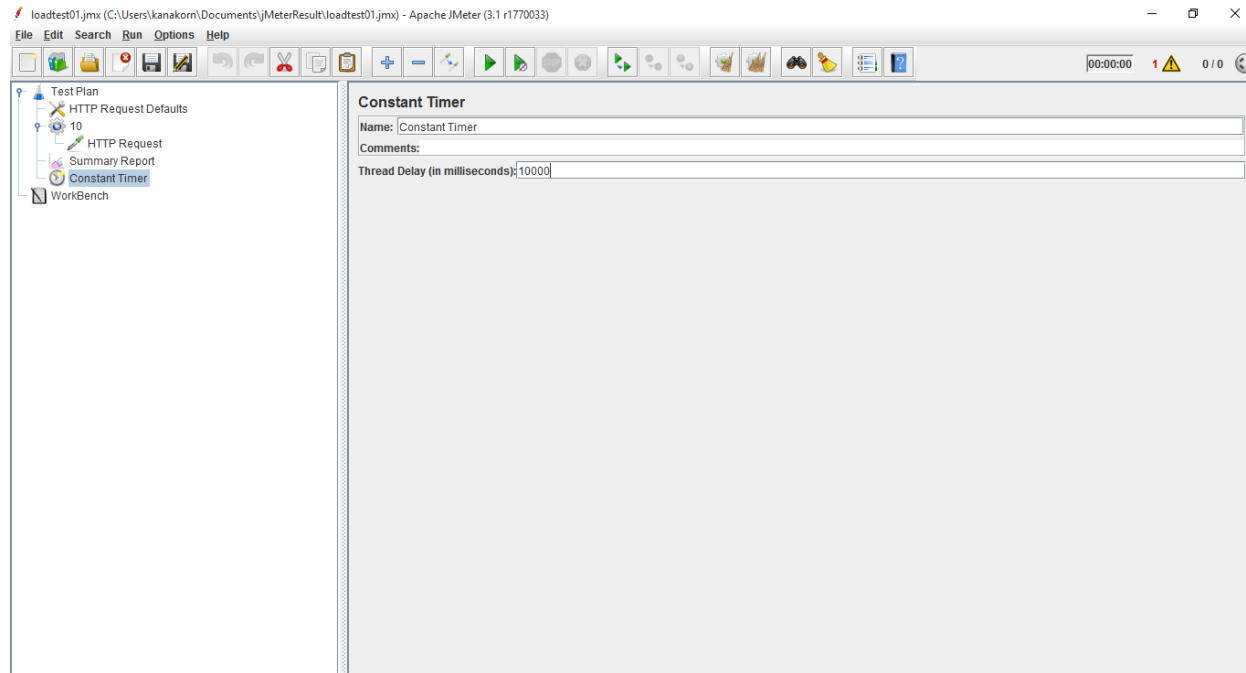 loadtest01.jmx (C:\Users\kanakorn\Documents\jMeterResult\loadtest01.jmx) - Apache JMeter (3.1 r1770033)
File Edit Search Run Options Help
00:00:00 1 0 / 0
Test Plan
HTTP Request Defaults
10
HTTP Request
Summary Report
Constant Timer
WorkBench
Constant Timer
Name: Constant Timer
Comments:
Thread Delay (in milliseconds): 10000